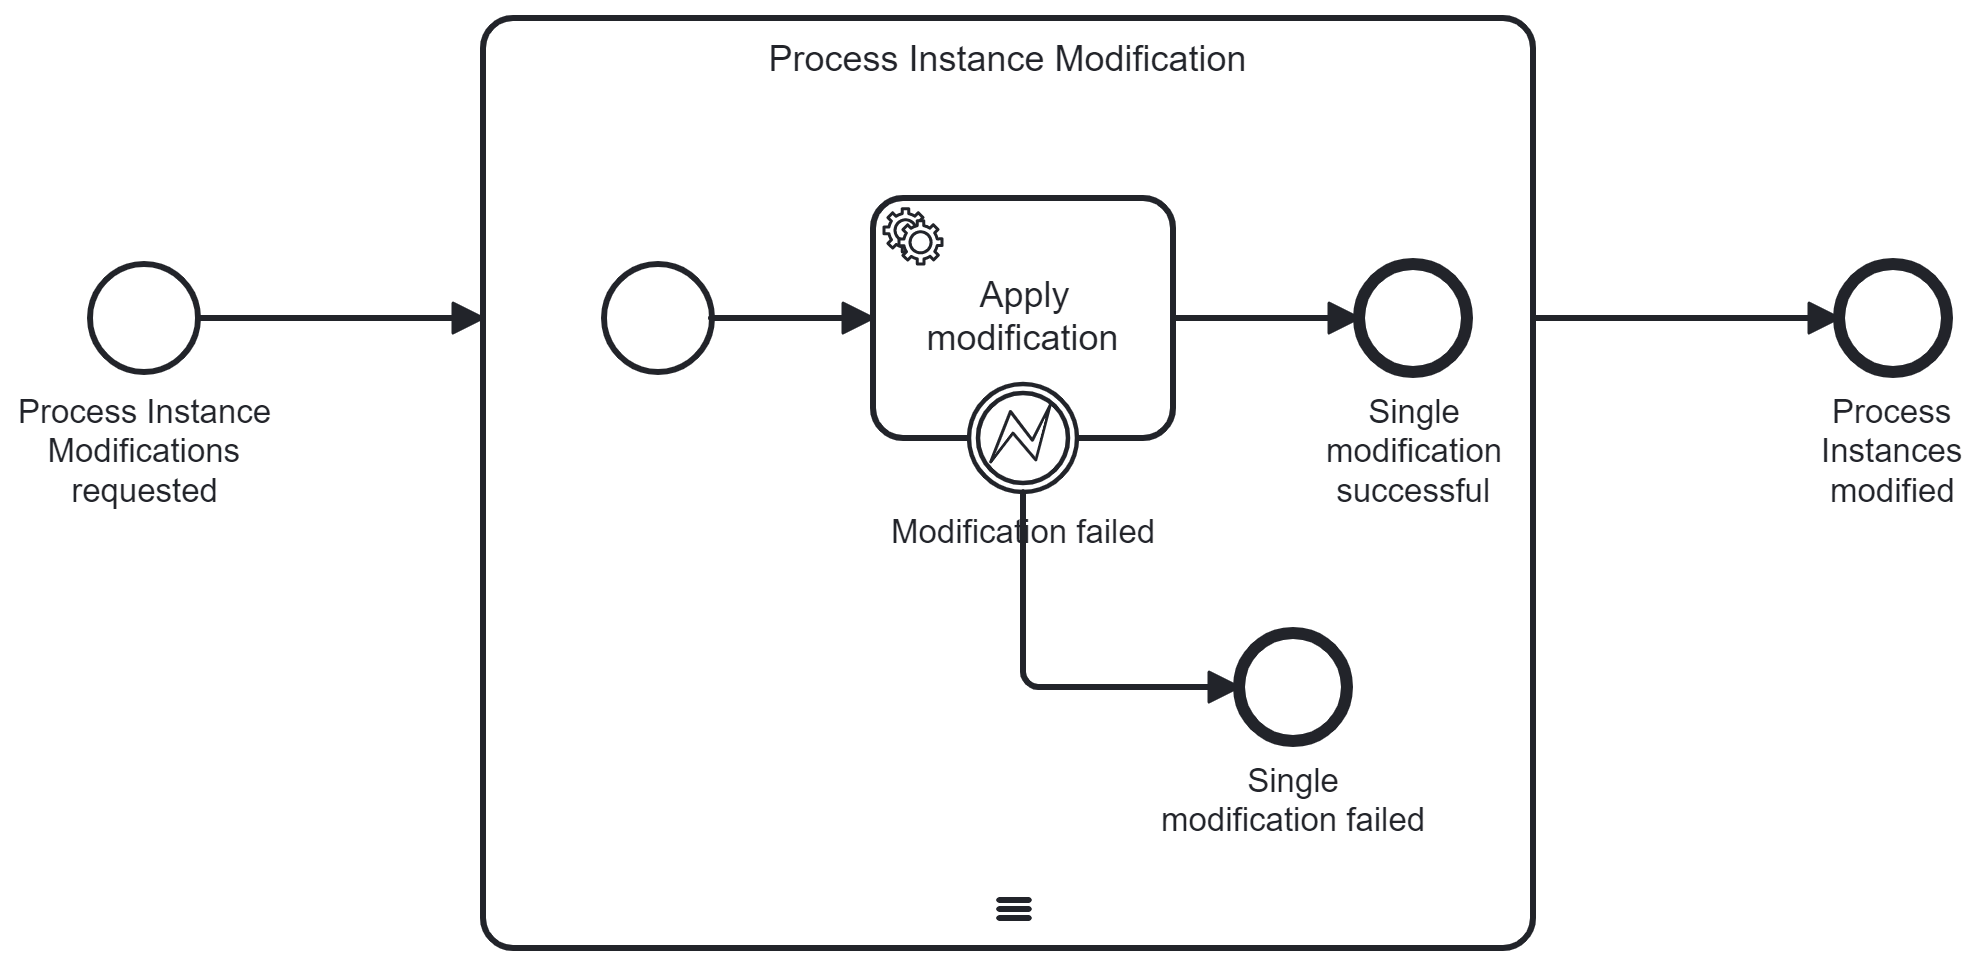 Process Instance Modification
Process Instance
Modifications
requested
Apply
modification
Modification failed
Single
modification
successful
Single
modification failed
Process
Instances
modified